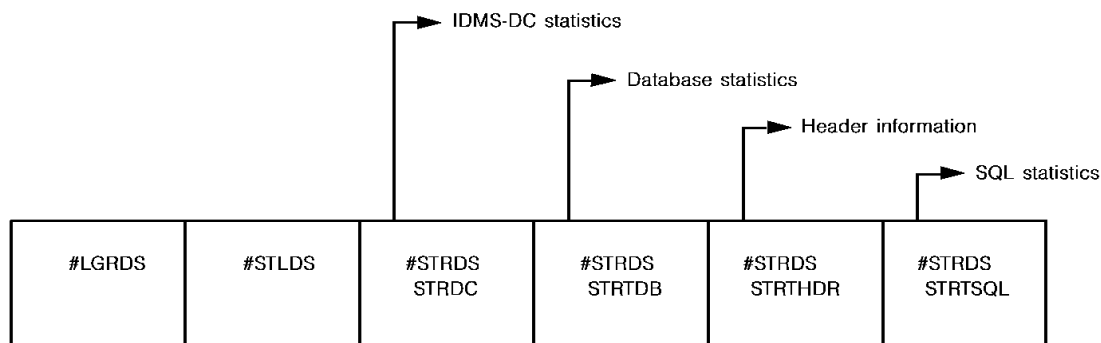 IDMS-DC statistics
Database statistics
Header information
SQL statistics
#LGRDS
#STLDS
#STRDS
STRDC
#STRDS
STRTDB
#STRDS
STRTHDR
#STRDS
STRTSQL